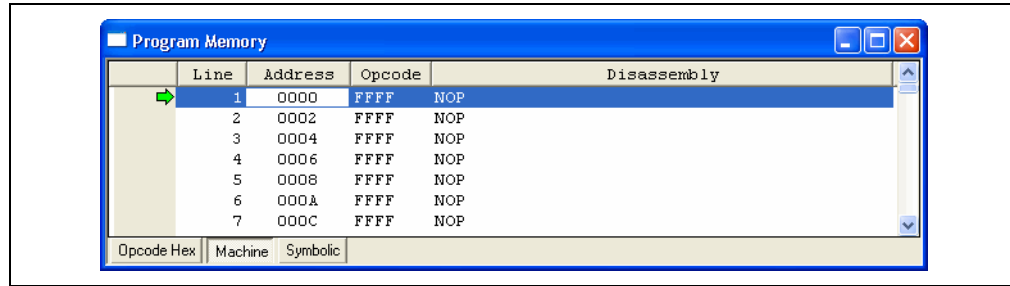 Program Memory
Line Address Opcode Disassembly
1 0000 FFFF NOP
2 0002 FFFF NOP
3 0004 FFFF NOP
4 0006 FFFF NOP
5 0008 FFFF NOP
6 000A FFFF NOP
7 000C FFFF NOP
Opcode Hex Machine Symbolic